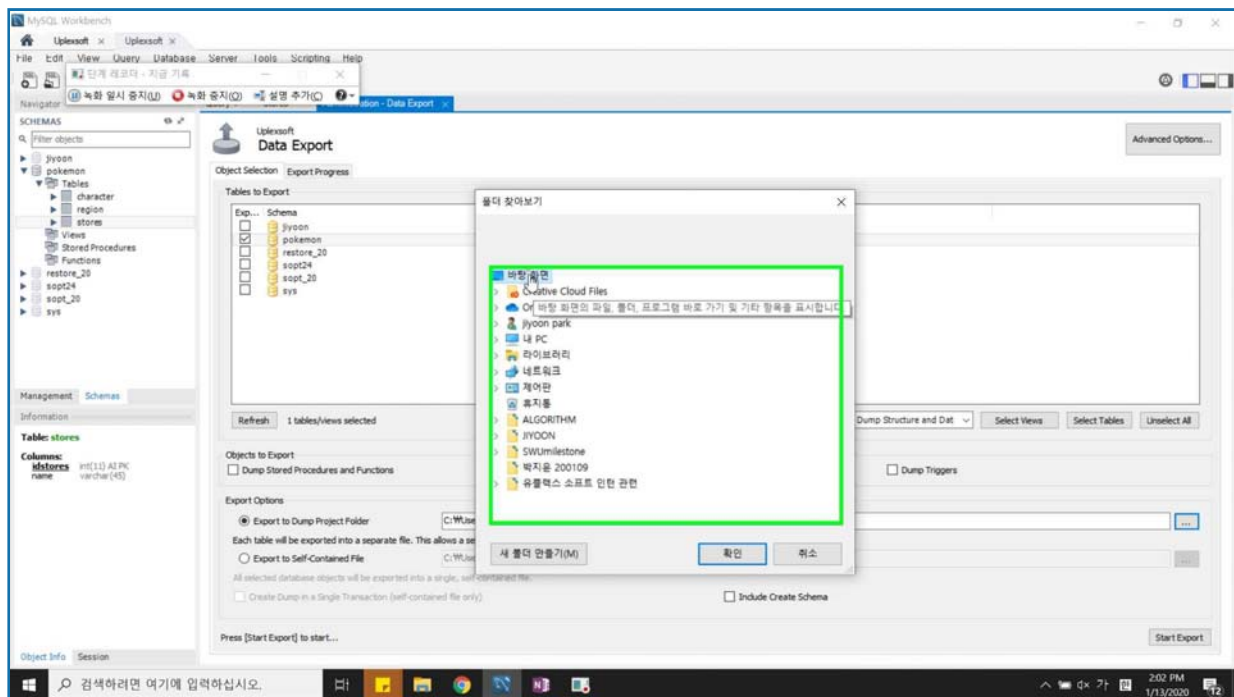 MySQL Workbench
Uplexsoft × Uplexsoft ×
File Edit View Query Database Server Tools Scripting Help
단계 레코더 - 지금 기록
녹화 일시 중지(U) 녹화 중지(O) 설명 추가(C)
Navigator
ation - Data Export ×
SCHEMAS
Filter objects
jiyoon
pokemon
Tables
character
region
stores
Views
Stored Procedures
Functions
restore_20
sopt24
sopt_20
sys
Management Schemas
Information
Table: stores
Columns:
idstores int(11) AI PK
name varchar(45)
Object Info Session
Uplexsoft
Data Export
Advanced Options...
Object Selection Export Progress
Tables to Export
Exp... Schema
jiyoon
pokemon
restore_20
sopt24
sopt_20
sys
Refresh 1 tables/views selected
Dump Structure and Dat Select Views Select Tables Unselect All
Objects to Export
Dump Stored Procedures and Functions
Dump Triggers
Export Options
Export to Dump Project Folder C:₩Use
...
Each table will be exported into a separate file. This allows a se
Export to Self-Contained File C:₩Use
...
All selected database objects will be exported into a single, self-contained file.
Create Dump in a Single Transaction (self-contained file only)
Include Create Schema
Press [Start Export] to start...
Start Export
폴더 찾아보기
바탕 화면
Creative Cloud Files
바탕 화면의 파일, 폴더, 프로그램 바로 가기 및 기타 항목을 표시합니다.
jiyoon park
내 PC
라이브러리
네트워크
제어판
휴지통
ALGORITHM
JIYOON
SWUmilestone
박지윤 200109
유플랙스 소프트 인턴 관련
새 폴더 만들기(M) 확인 취소
검색하려면 여기에 입력하십시오.
가 
2:02 PM
1/13/2020